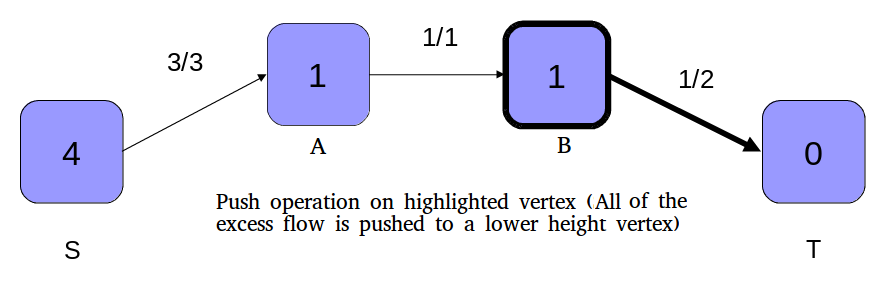 3/3
1/1
1/2
4
1
1
0
A
B
Push operation on highlighted vertex (All of the
excess flow is pushed to a lower height vertex)
S
T